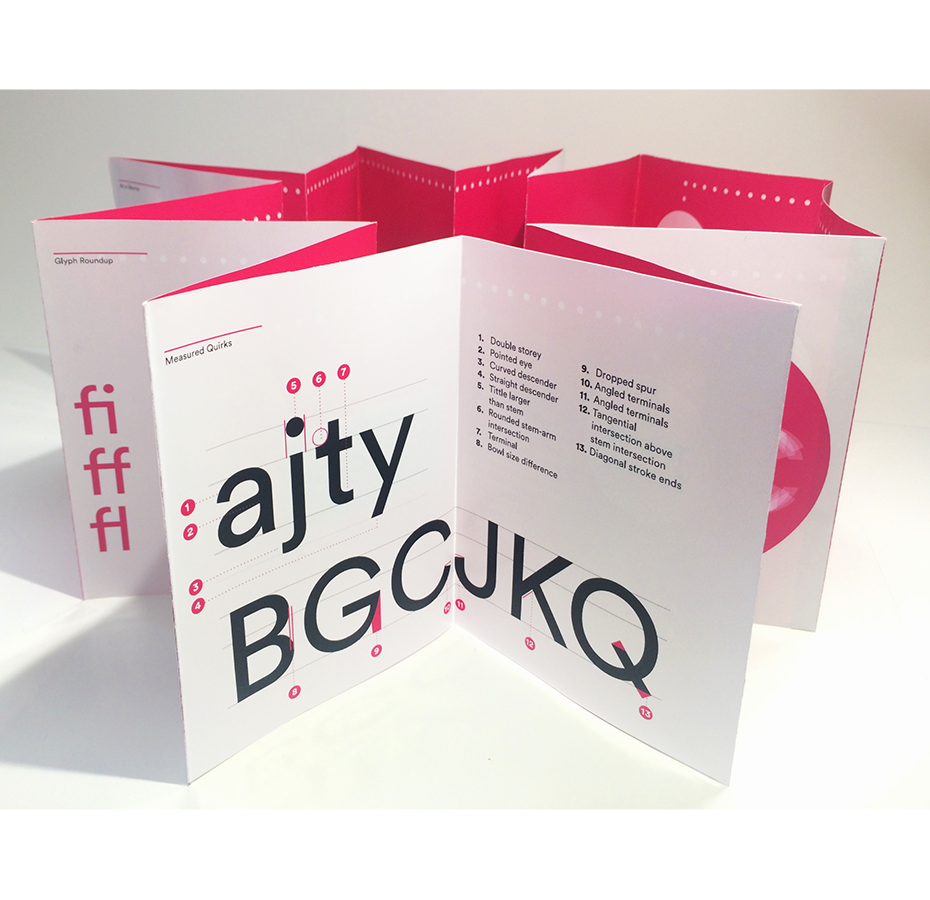 Glyph Roundup
fi
ff
fl
Measured Quirks
5 6 7
ajty
1
2
3
4
BGCJKQ
10 11
12
9
8
13
1. Double storey
2. Pointed eye
3. Curved descender
4. Straight descender
5. Tittle larger
than stem
6. Rounded stem-arm
intersection
7. Terminal
8. Bowl size difference
9. Dropped spur
10. Angled terminals
11. Angled terminals
12. Tangential
intersection above
stem intersection
13. Diagonal stroke ends